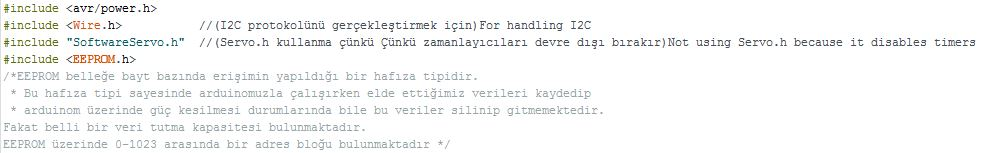 #include <avr/power.h>
#include <Wire.h> //(I2C protokolünü gerçekleştirmek için)For handling I2C
#include "SoftwareServo.h" //(Servo.h kullanma çünkü Çünkü zamanlayıcıları devre dışı bırakır)Not using Servo.h because it disables timers
#include <EEPROM.h>
/*EEPROM belleğe bayt bazında erişimin yapıldığı bir hafıza tipidir.
* Bu hafıza tipi sayesinde arduinomuzla çalışırken elde ettiğimiz verileri kaydedip
* arduinom üzerinde güç kesilmesi durumlarında bile bu veriler silinip gitmemektedir.
Fakat belli bir veri tutma kapasitesi bulunmaktadır.
EEPROM üzerinde 0-1023 arasında bir adres bloğu bulunmaktadır */